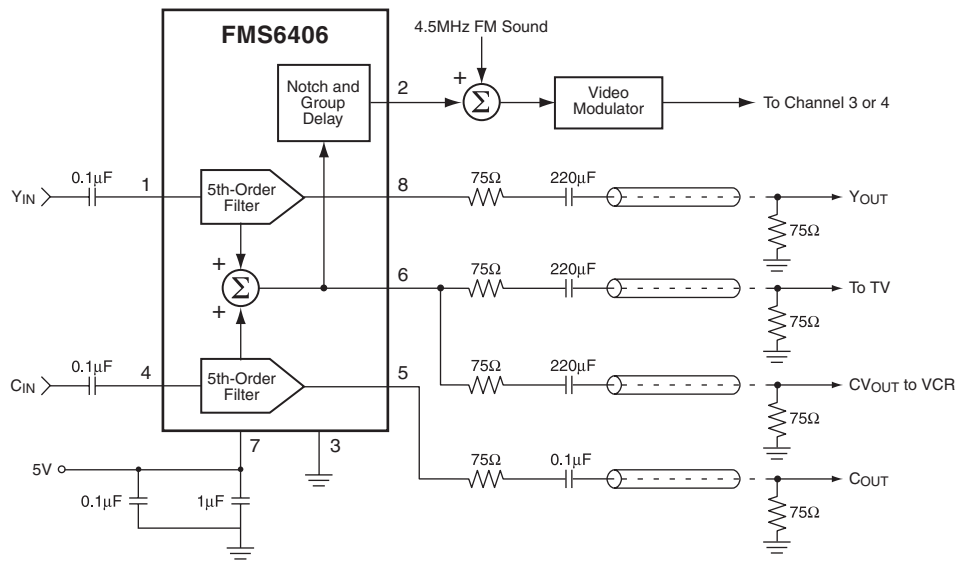 FMS6406
4.5MHz FM Sound
Notch and
Group
Delay
2
+
Σ
Video
Modulator
To Channel 3 or 4
YIN
0.1µF
1
5th-Order
Filter
8
75Ω
220µF
YOUT
75Ω
+
Σ
+
6
75Ω
220µF
To TV
75Ω
CIN
0.1µF
4
5th-Order
Filter
5
75Ω
220µF
CVOUT to VCR
75Ω
7
3
5V
0.1µF
1µF
75Ω
0.1µF
COUT
75Ω